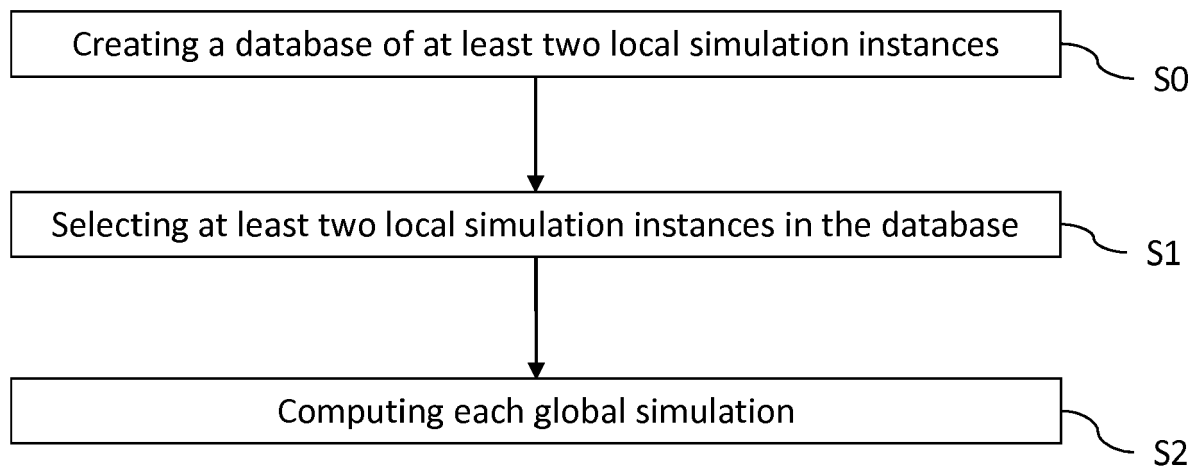 Creating a database of at least two local simulation instances
S0
Selecting at least two local simulation instances in the database
S1
Computing each global simulation
S2